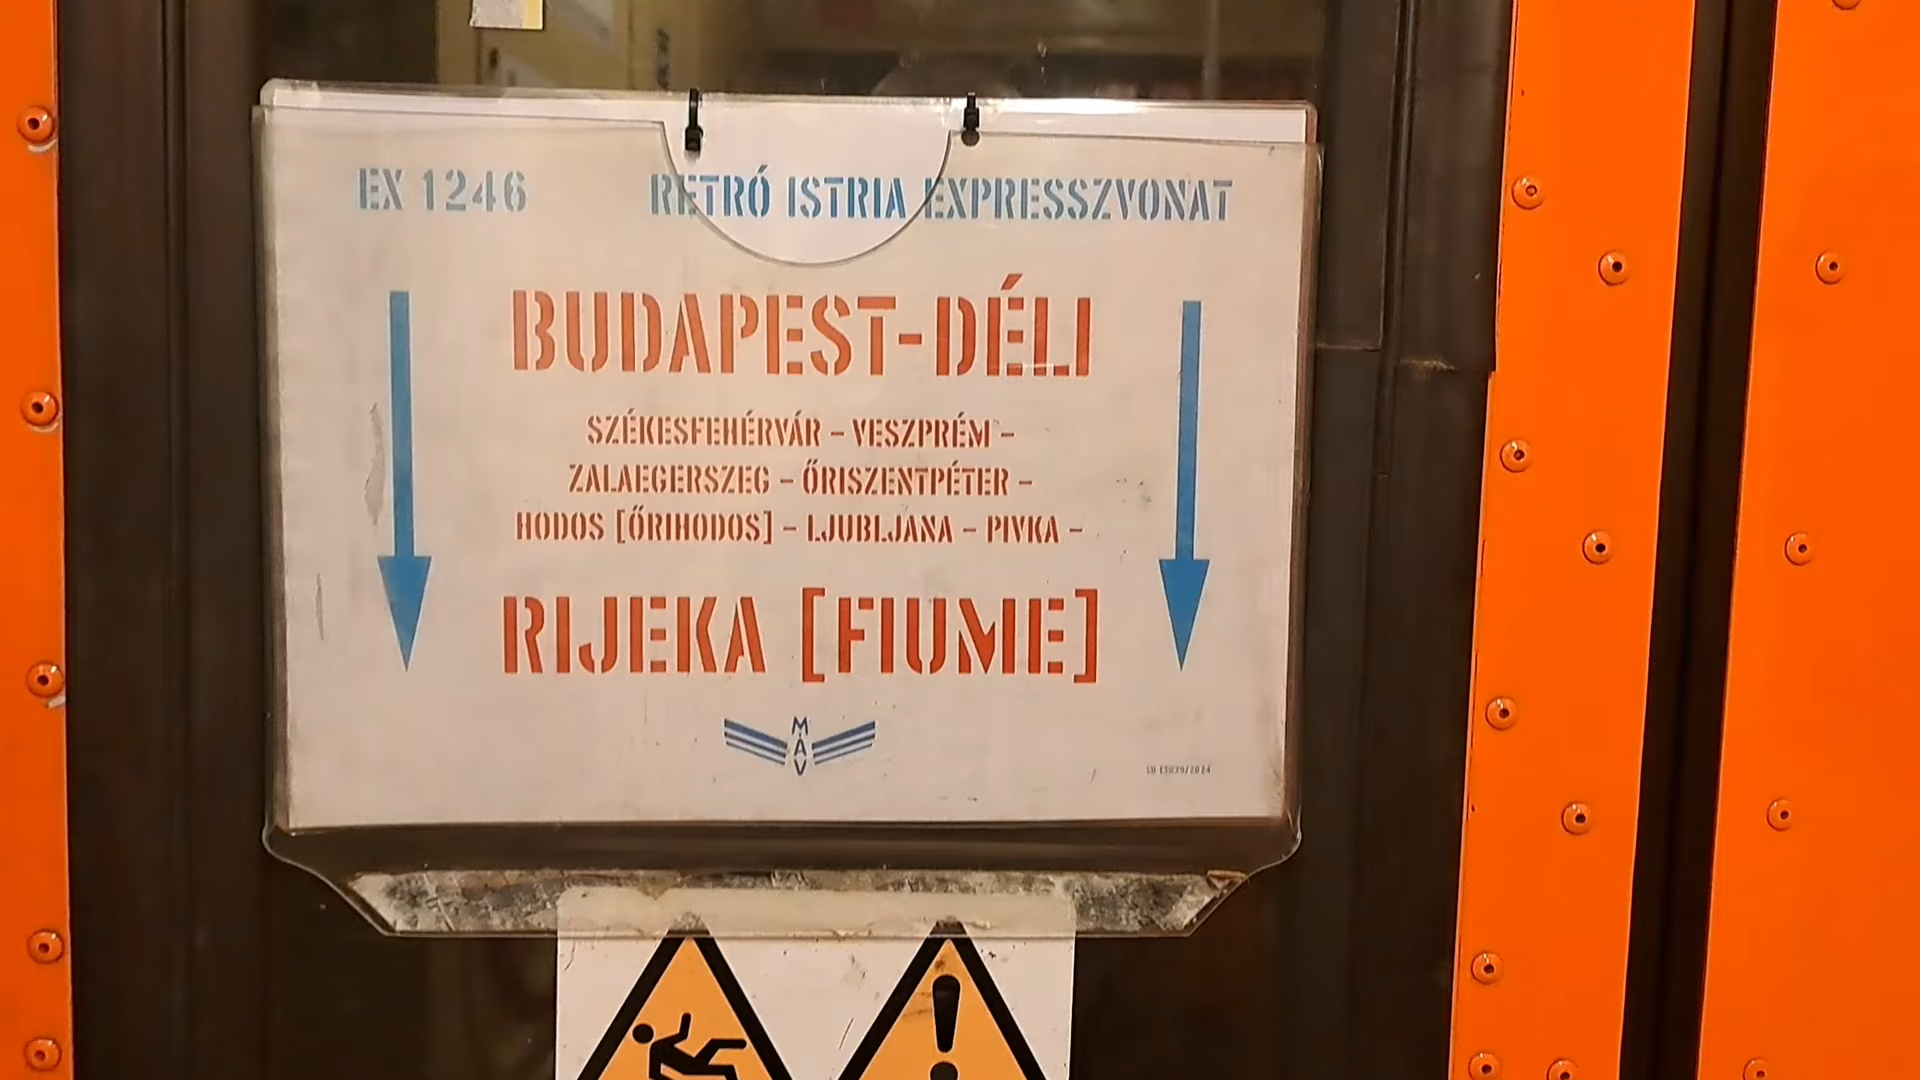 EX 1246 RETRÓ ISTRIA EXPRESSZVONAT
BUDAPEST-DÉLI
SZÉKESFEHÉRVÁR – VESZPRÉM –
ZALAEGERSZEG – ŐRISZENTPÉTER –
HODOS [ŐRIHODOS] – LJUBLJANA – PIVKA –
RIJEKA [FIUME]
MÁV